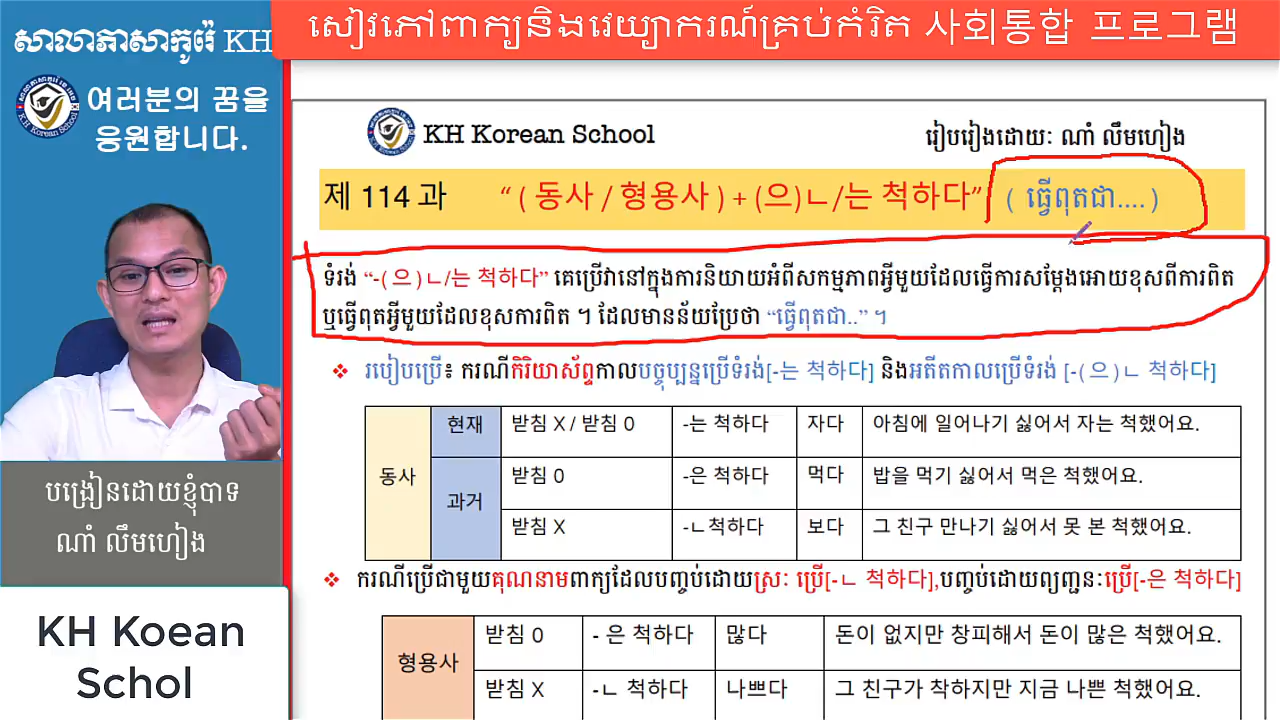 សាលាភាសាកូរ៉េ KH
សៀវភៅពាក្យនិងវេយ្យាករណ៍គ្រប់កំរិត 사회통합 프로그램
여러분의 꿈을
응원합니다.
KH Korean School
រៀបរៀងដោយ: ណាំ លឹមហៀង
제 114 과 “ ( 동사 / 형용사 ) + (으)ㄴ/는 척하다” ( ធ្វើពុតជា.... )
ទំរង់ “-(으)ㄴ/는 척하다” គេប្រើវានៅក្នុងការនិយាយអំពីសកម្មភាពអ្វីមួយដែលធ្វើការសម្តែងអោយខុសពីការពិត
ឬធ្វើពុតអ្វីមួយដែលខុសការពិត ។ ដែលមានន័យប្រែថា “ធ្វើពុតជា..” ។
❖ របៀបប្រើ៖ ករណីកិរិយាស័ព្ទកាលបច្ចុប្បន្នប្រើទំរង់[-는 척하다] និងអតីតកាលប្រើទំរង់ [-(으)ㄴ 척하다]
동사 현재 받침 X / 받침 0 -는 척하다 자다 아침에 일어나기 싫어서 자는 척했어요.
과거 받침 0 -은 척하다 먹다 밥을 먹기 싫어서 먹은 척했어요.
받침 X -ㄴ척하다 보다 그 친구 만나기 싫어서 못 본 척했어요.
❖ ករណីប្រើជាមួយគុណនាមពាក្យដែលបញ្ចប់ដោយស្រៈ ប្រើ[-ㄴ 척하다],បញ្ចប់ដោយព្យញ្ជនៈប្រើ[-은 척하다]
형용사 받침 0 - 은 척하다 많다 돈이 없지만 창피해서 돈이 많은 척했어요.
받침 X -ㄴ 척하다 나쁘다 그 친구가 착하지만 지금 나쁜 척했어요.
បង្រៀនដោយខ្ញុំបាទ
ណាំ លឹមហៀង
KH Koean
Schol